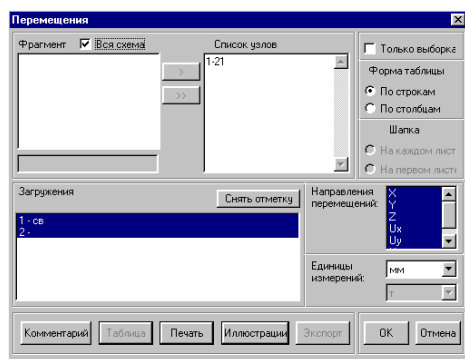 Перемещения
Фрагмент Вся схема
Список узлов
>
>>
1-21
Только выборка
Форма таблицы
По строкам
По столбцам
Шапка
На каждом лист
На первом листе
Загружения
Снять отметку
1 - св
2 -
Направления
перемещений:
X
Y
Z
Ux
Uy
Единицы
измерений:
мм
т
Комментарий Таблица Печать Иллюстрации Экспорт OK Отмена